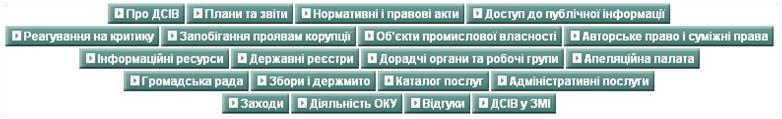 Про ДСІВ Плани та звіти Нормативні і правові акти Доступ до публічної інформації
Реагування на критику Запобігання проявам корупції Об'єкти промислової власності Авторське право і суміжні права
Інформаційні ресурси Державні реєстри Дорадчі органи та робочі групи Апеляційна палата
Громадська рада Збори і держмито Каталог послуг Адміністративні послуги
Заходи Діяльність ОКУ Відгуки ДСІВ у ЗМІ